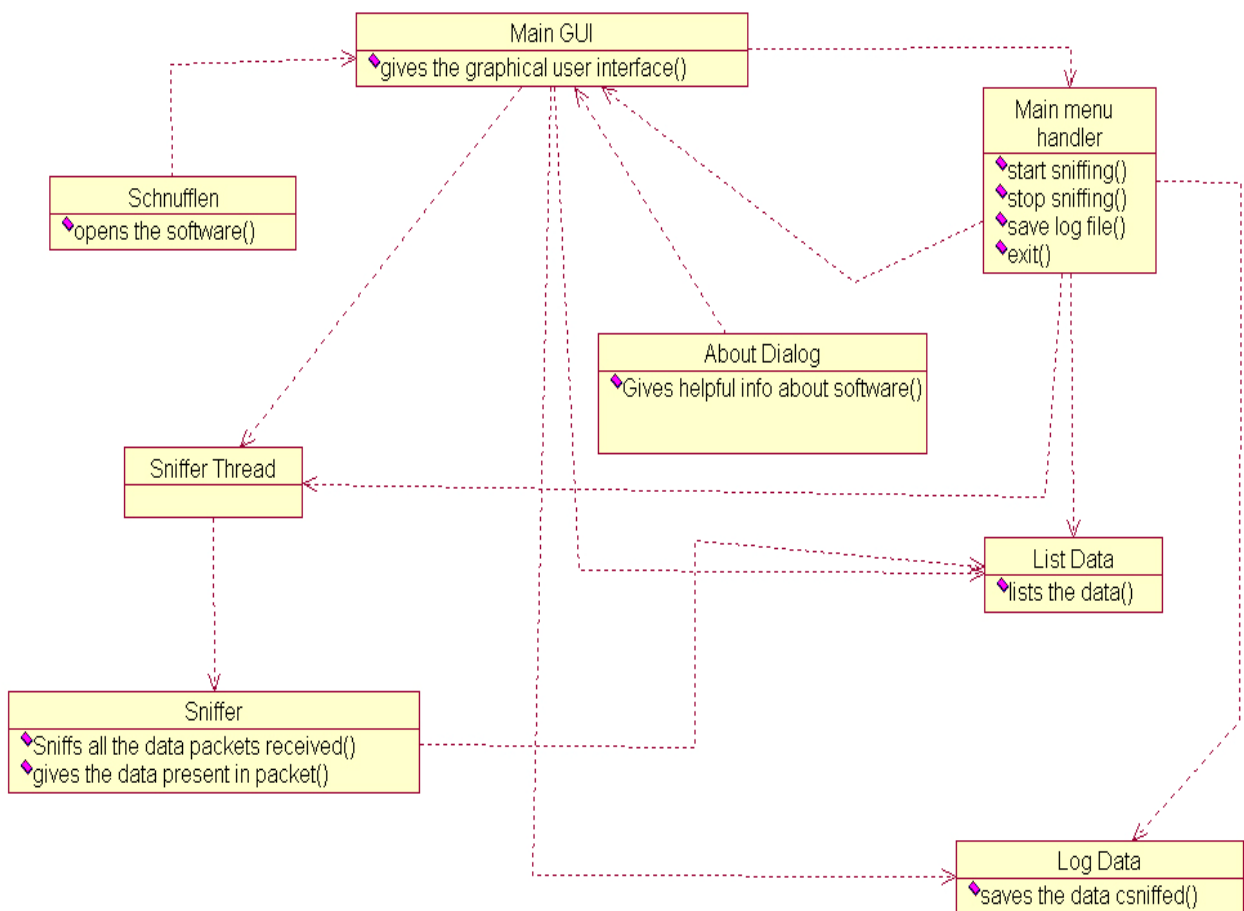 Main GUI
gives the graphical user interface()
Main menu
handler
start sniffing()
stop sniffing()
save log file()
exit()
Schnufflen
opens the software()
About Dialog
Gives helpful info about software()
Sniffer Thread
List Data
lists the data()
Sniffer
Sniffs all the data packets received()
gives the data present in packet()
Log Data
saves the data csniffed()